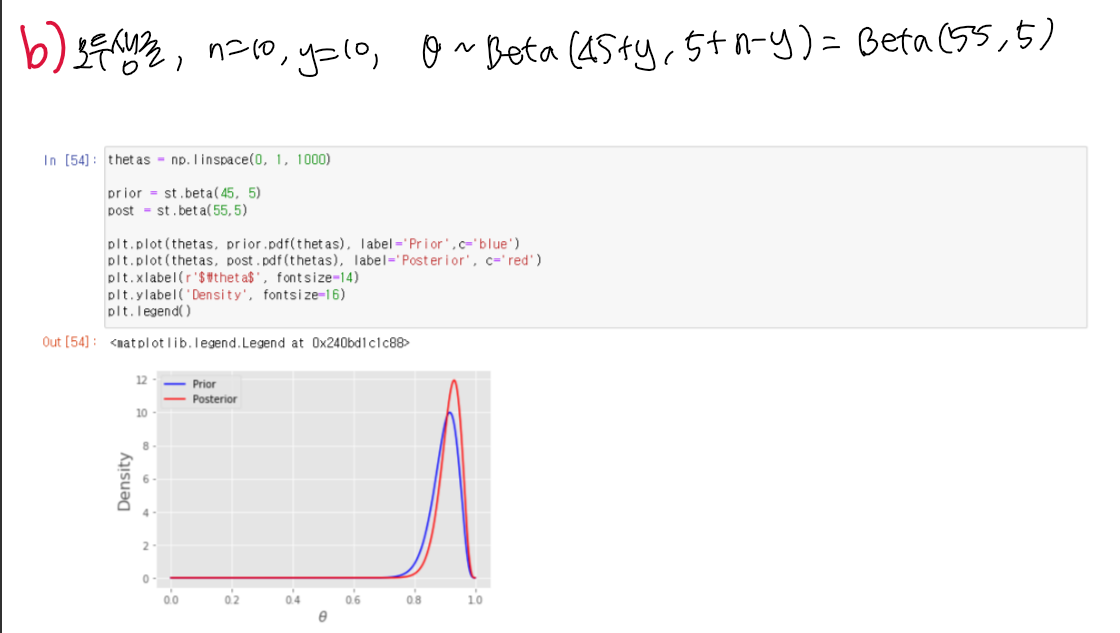 b) 모두생존, n=10, y=10, θ ~ Beta(45+y, 5+n-y) = Beta(55,5)
In [54]: thetas = np.linspace(0, 1, 1000)
prior = st.beta(45, 5)
post = st.beta(55,5)
plt.plot(thetas, prior.pdf(thetas), label='Prior',c='blue')
plt.plot(thetas, post.pdf(thetas), label='Posterior', c='red')
plt.xlabel(r'$₩theta$', fontsize=14)
plt.ylabel('Density', fontsize=16)
plt.legend()
Out[54]: <matplotlib.legend.Legend at 0x240bd1c1c88>
Prior
Posterior
12
10
8
6
4
2
0
Density
0.0 0.2 0.4 0.6 0.8 1.0
θ